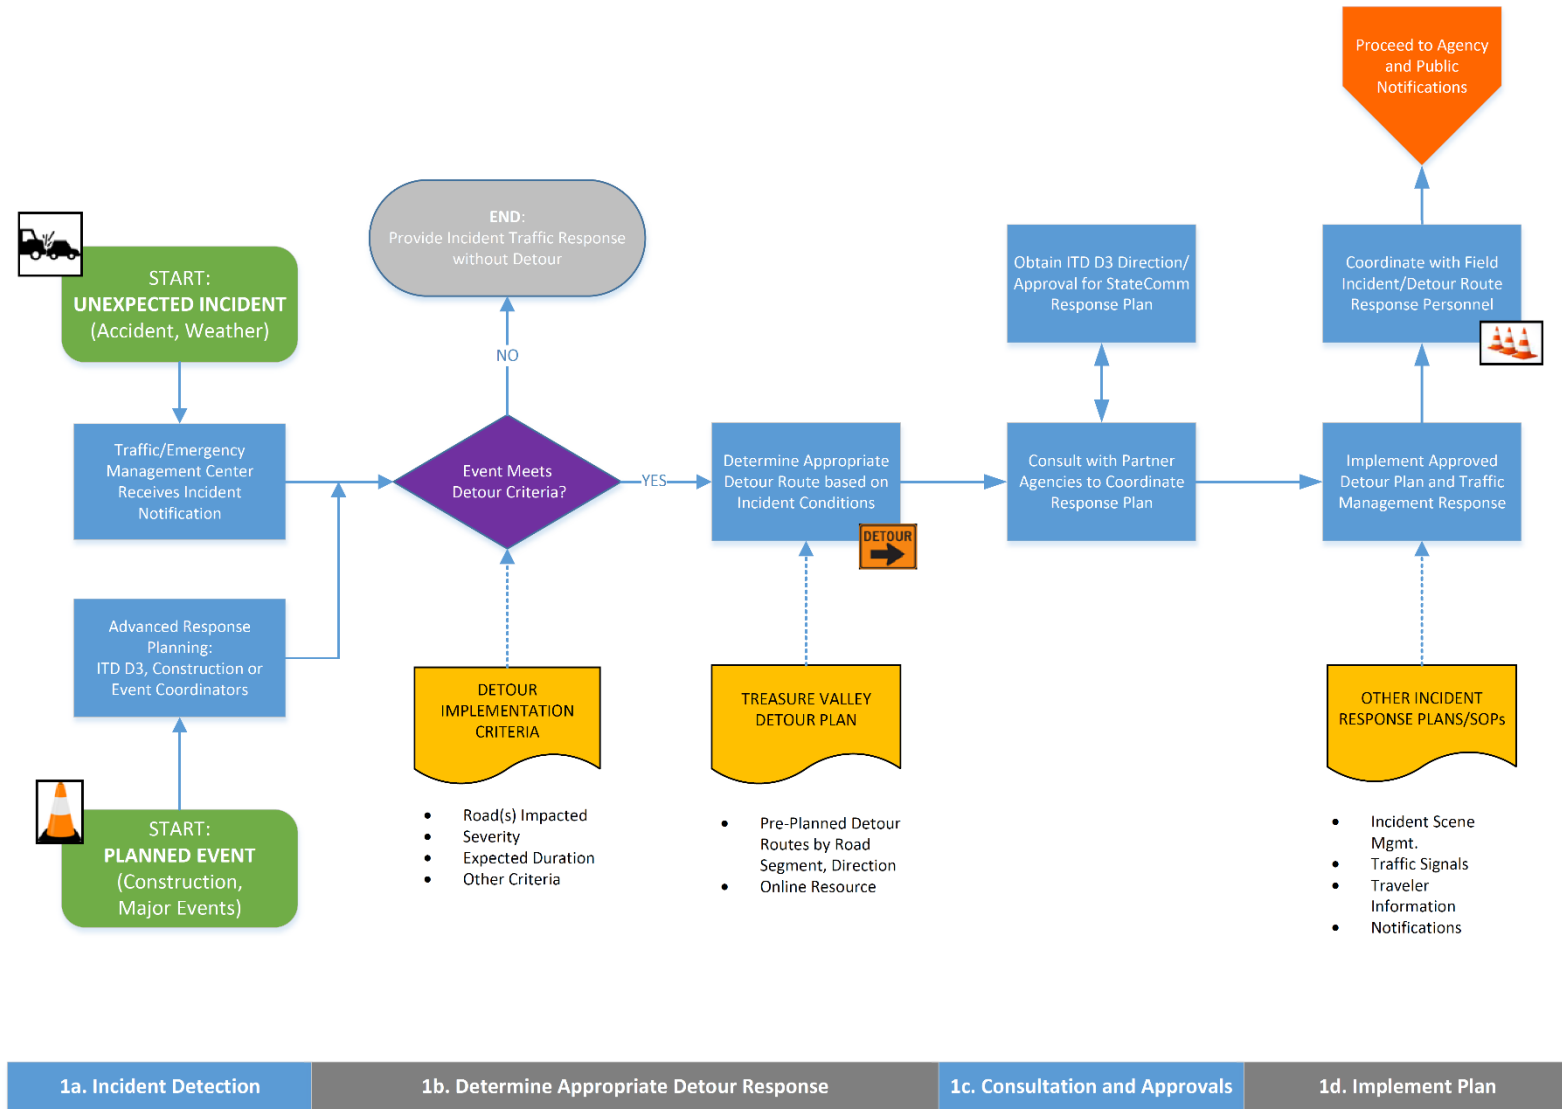 Proceed to Agency
and Public
Notifications
END:
Provide Incident Traffic Response
without Detour
START:
UNEXPECTED INCIDENT
(Accident, Weather)
Obtain ITD D3 Direction/
Approval for StateComm
Response Plan
Coordinate with Field
Incident/Detour Route
Response Personnel
NO
Traffic/Emergency
Management Center
Receives Incident
Notification
Event Meets
Detour Criteria?
YES
Determine Appropriate
Detour Route based on
Incident Conditions
DETOUR
Consult with Partner
Agencies to Coordinate
Response Plan
Implement Approved
Detour Plan and Traffic
Management Response
Advanced Response
Planning:
ITD D3, Construction or
Event Coordinators
DETOUR
IMPLEMENTATION
CRITERIA
TREASURE VALLEY
DETOUR PLAN
OTHER INCIDENT
RESPONSE PLANS/SOPs
START:
PLANNED EVENT
(Construction,
Major Events)
• Road(s) Impacted
• Severity
• Expected Duration
• Other Criteria
• Pre-Planned Detour
Routes by Road
Segment, Direction
• Online Resource
• Incident Scene
Mgmt.
• Traffic Signals
• Traveler
Information
• Notifications
1a. Incident Detection
1b. Determine Appropriate Detour Response
1c. Consultation and Approvals
1d. Implement Plan